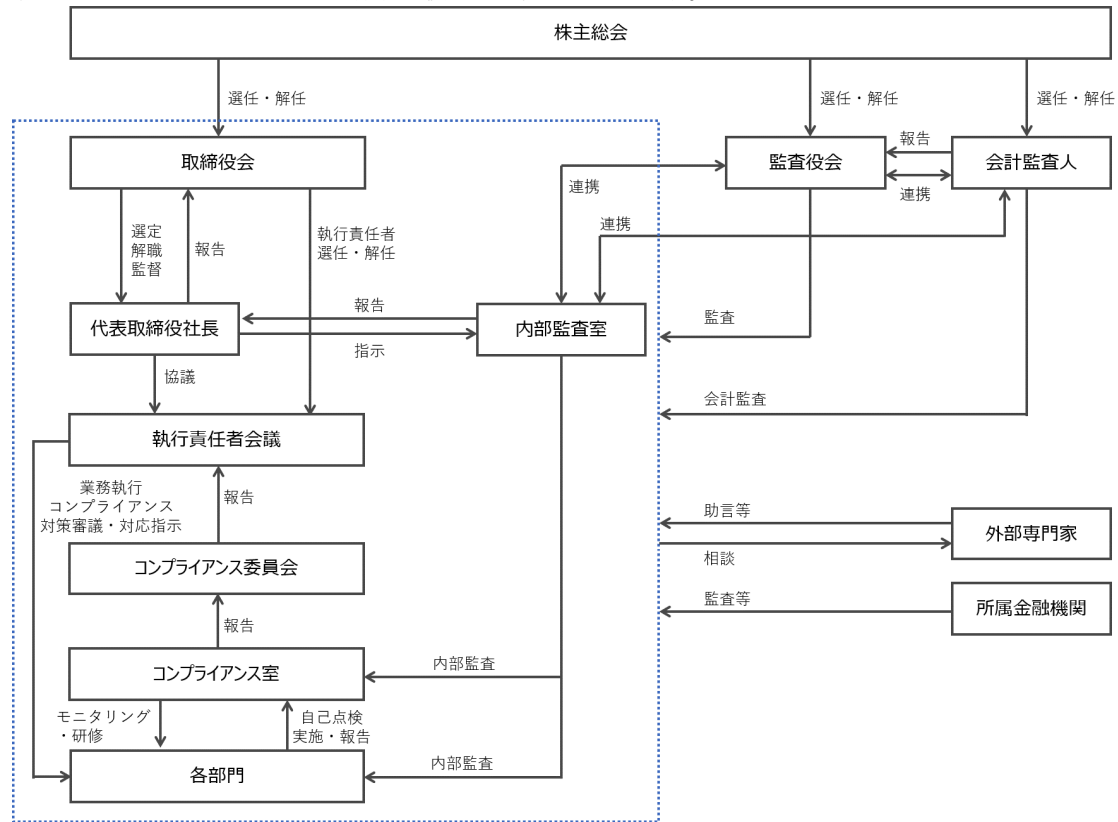 株主総会
選任・解任
選任・解任
選任・解任
取締役会
監査役会
報告
会計監査人
連携
連携
連携
選定
解職
監督
報告
執行責任者
選任・解任
代表取締役社長
報告
指示
内部監査室
監査
協議
会計監査
執行責任者会議
業務執行
コンプライアンス
対策審議・対応指示
報告
助言等
相談
外部専門家
コンプライアンス委員会
監査等
所属金融機関
報告
コンプライアンス室
内部監査
モニタリング
・研修
自己点検
実施・報告
各部門
内部監査